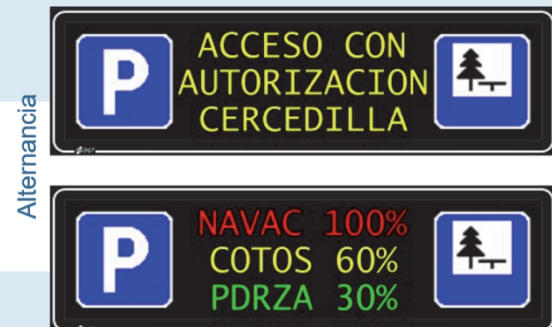 Alternancia
P
ACCESO CON
AUTORIZACION
CERCEDILLA
P
NAVAC 100%
COTOS 60%
PDRZA 30%